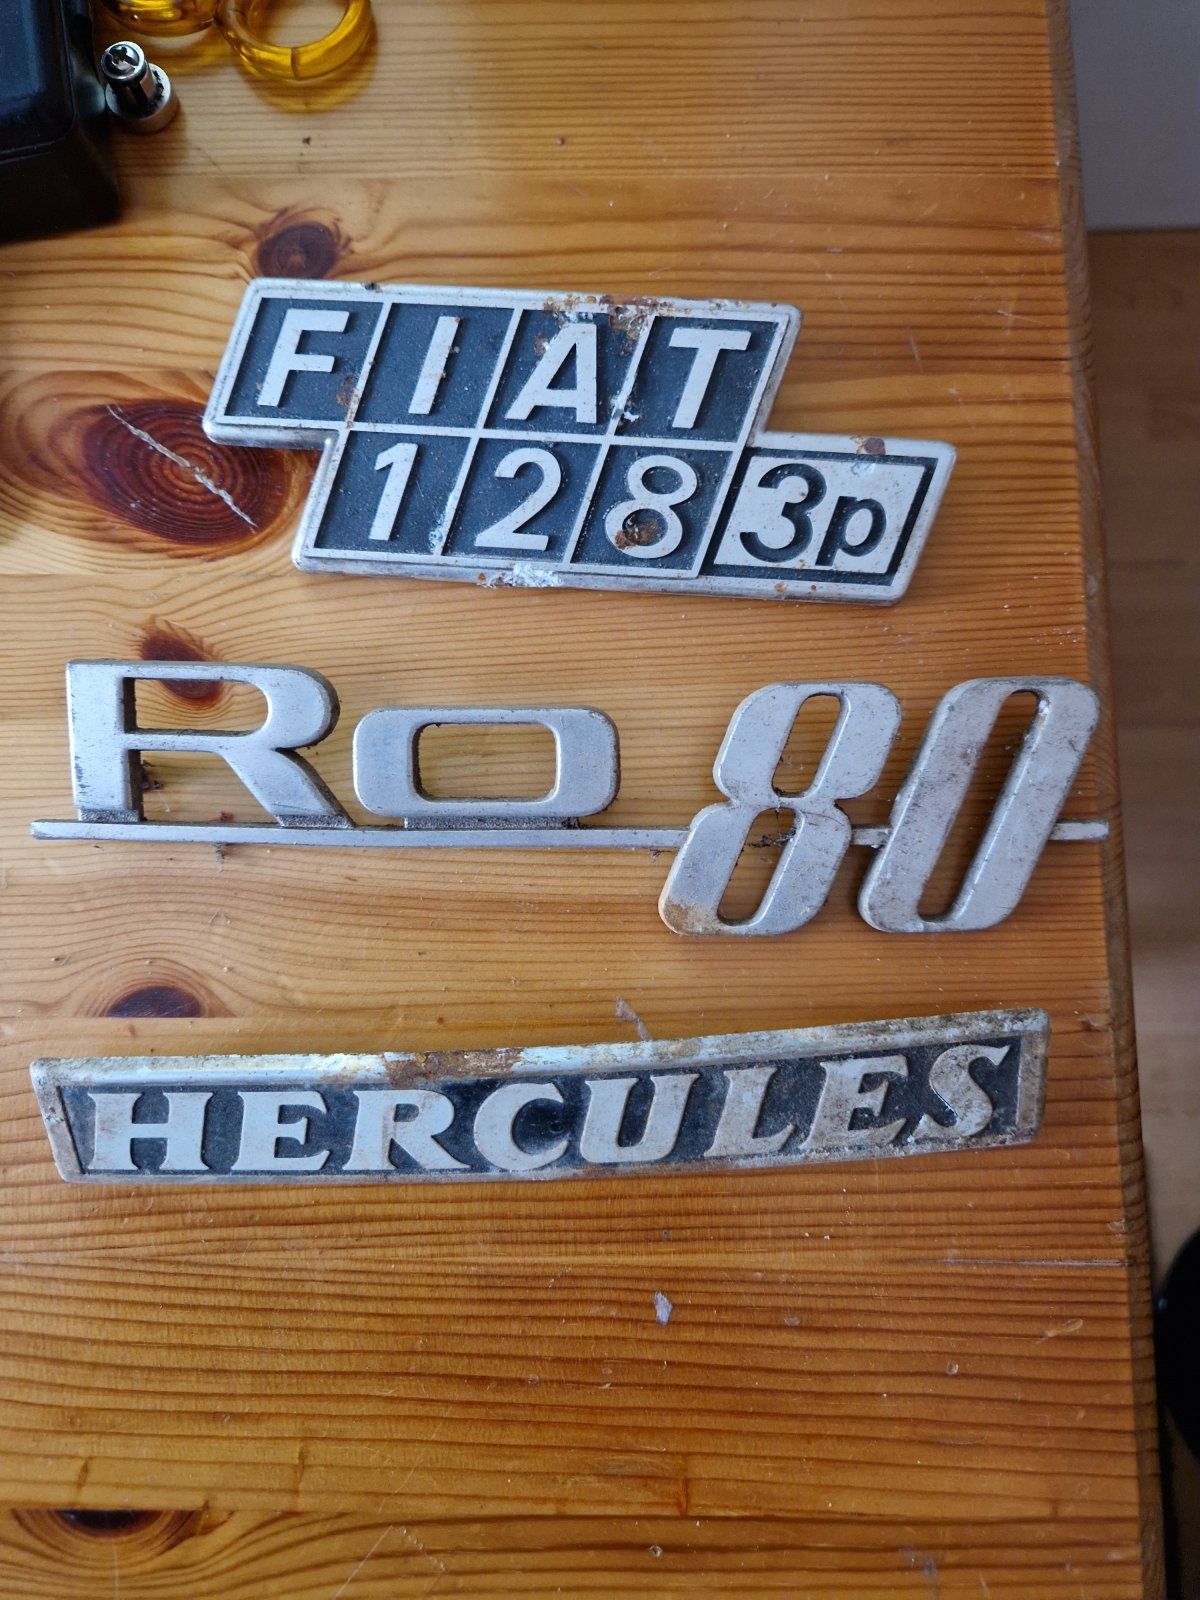 FIAT
128 3p
Ro 80
HERCULES